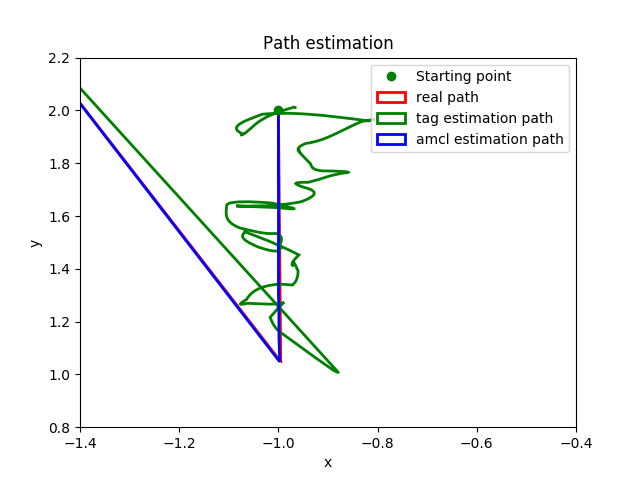 Path estimation
Starting point
real path
tag estimation path
amcl estimation path
2.2
2.0
1.8
1.6
1.4
1.2
1.0
0.8
y
−1.4 −1.2 −1.0 −0.8 −0.6 −0.4
x